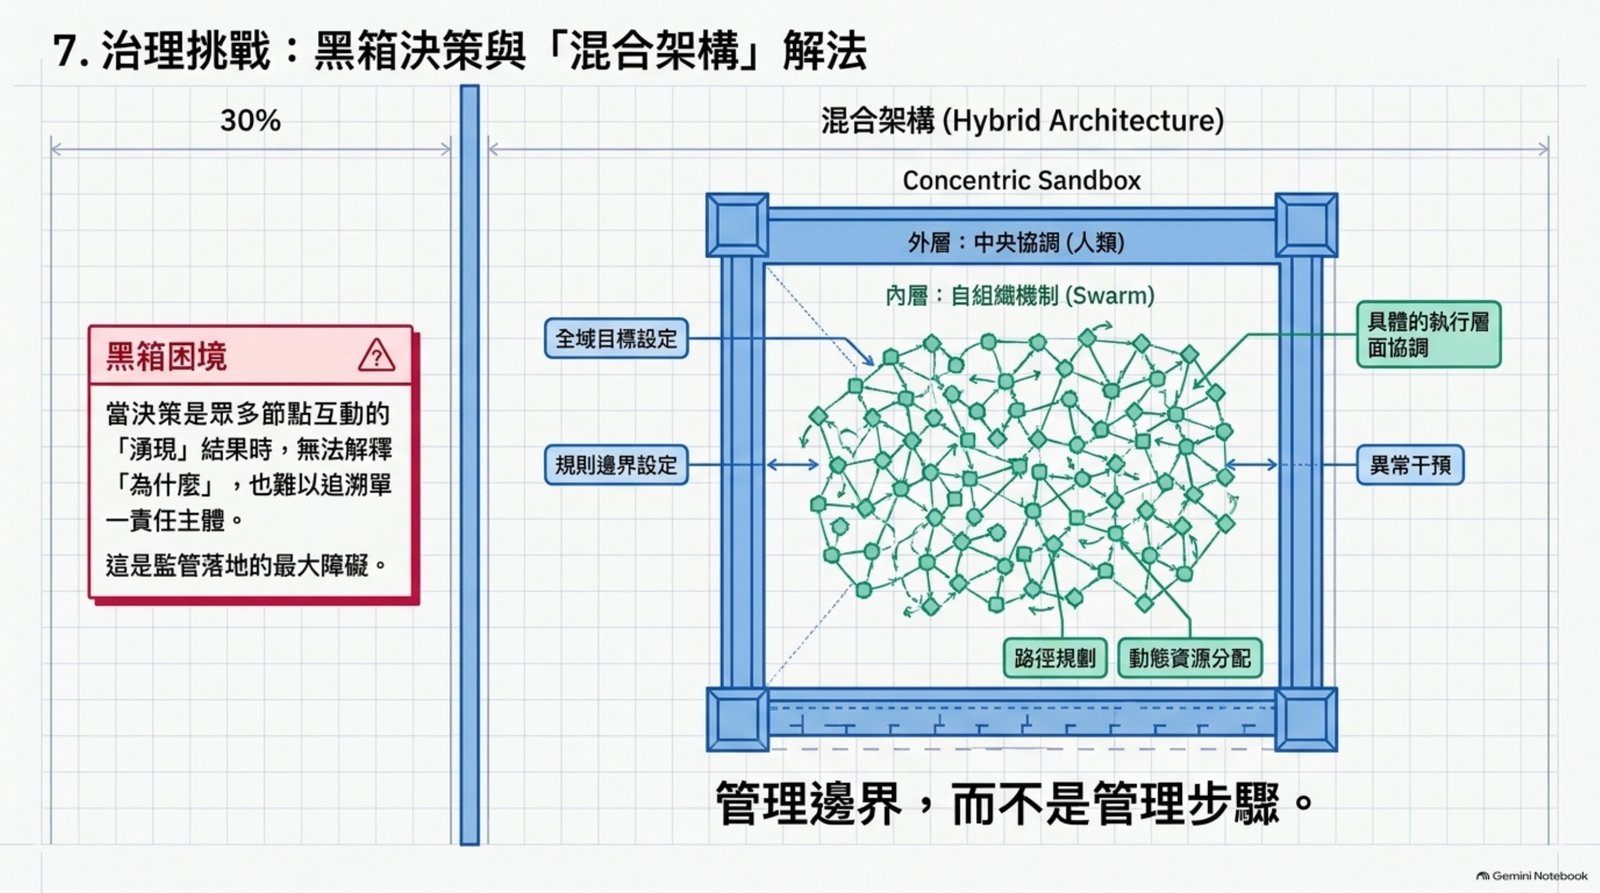 7. 治理挑戰：黑箱決策與「混合架構」解法
30%
混合架構 (Hybrid Architecture)
Concentric Sandbox
外層：中央協調 (人類)
內層：自組織機制 (Swarm)
全域目標設定
具體的執行層
面協調
黑箱困境
當決策是眾多節點互動的
「湧現」結果時，無法解釋
「為什麼」，也難以追溯單
一責任主體。
這是監管落地的最大障礙。
規則邊界設定
異常干預
路徑規劃
動態資源分配
管理邊界，而不是管理步驟。
Gemini Notebook